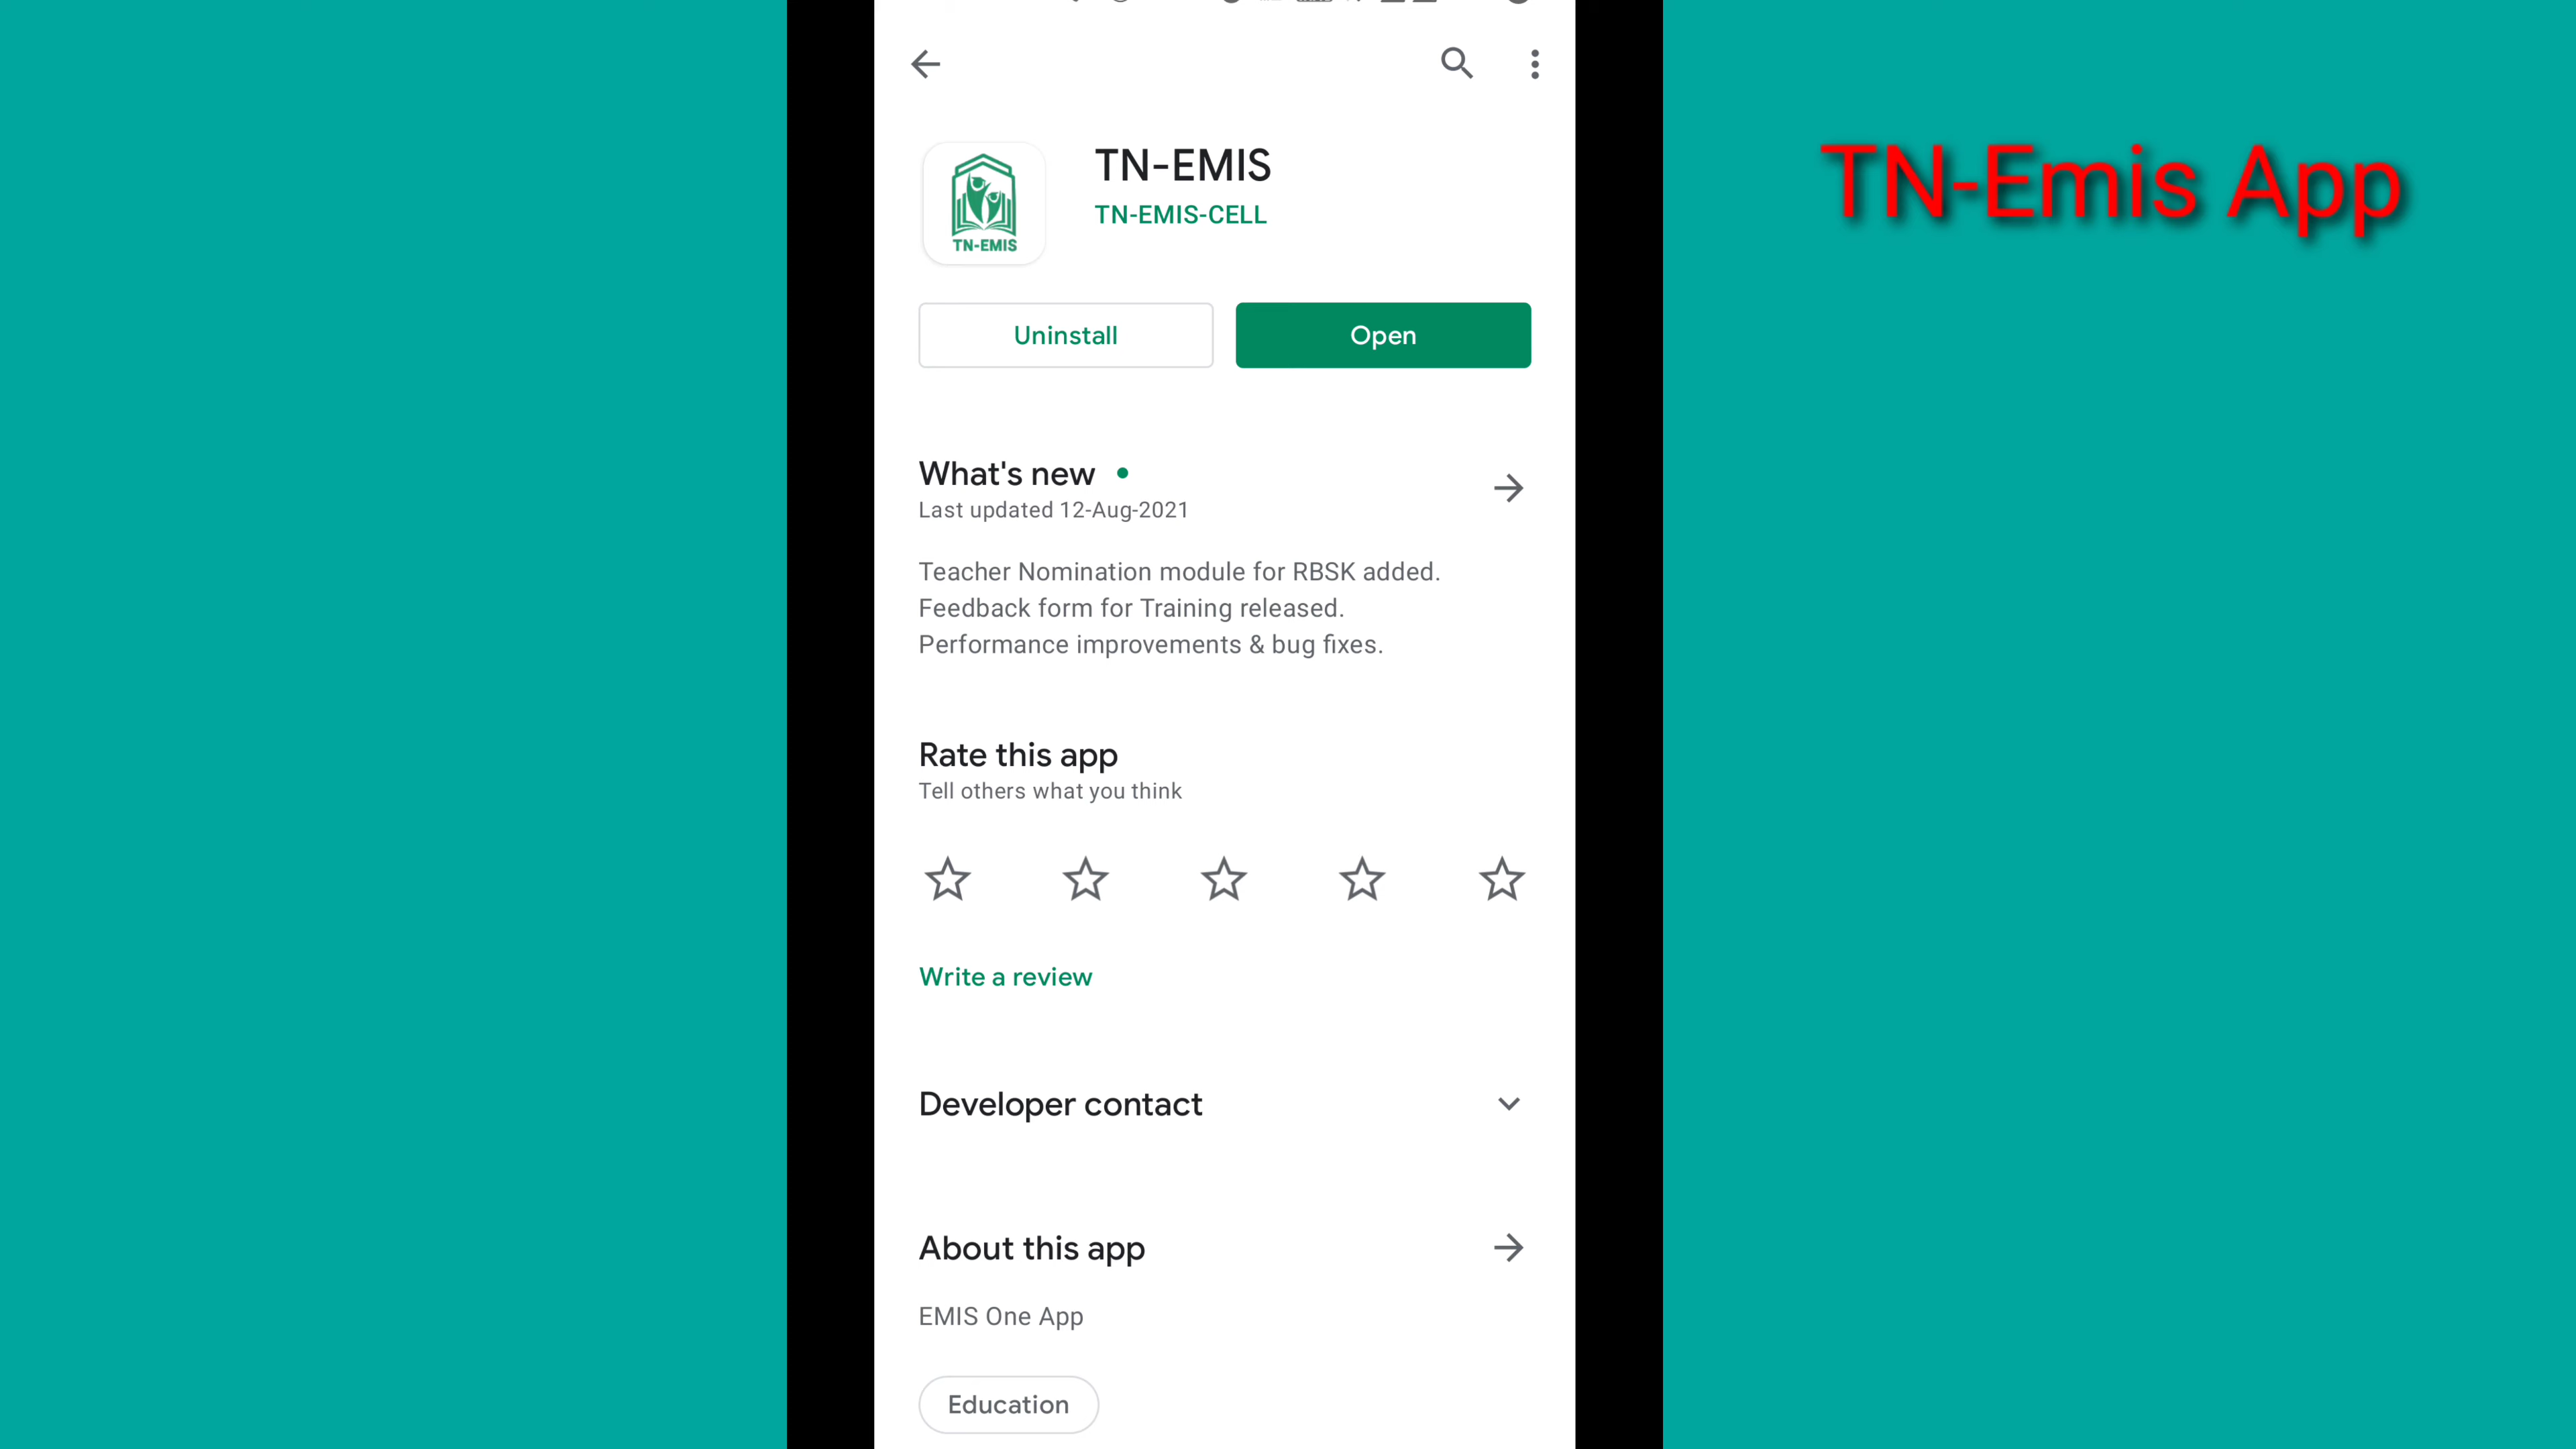 TN-EMIS
TN-EMIS-CELL
TN-EMIS
TN-Emis App
Uninstall
Open
What's new
Last updated 12-Aug-2021
Teacher Nomination module for RBSK added.
Feedback form for Training released.
Performance improvements & bug fixes.
Rate this app
Tell others what you think
Write a review
Developer contact
About this app
EMIS One App
Education